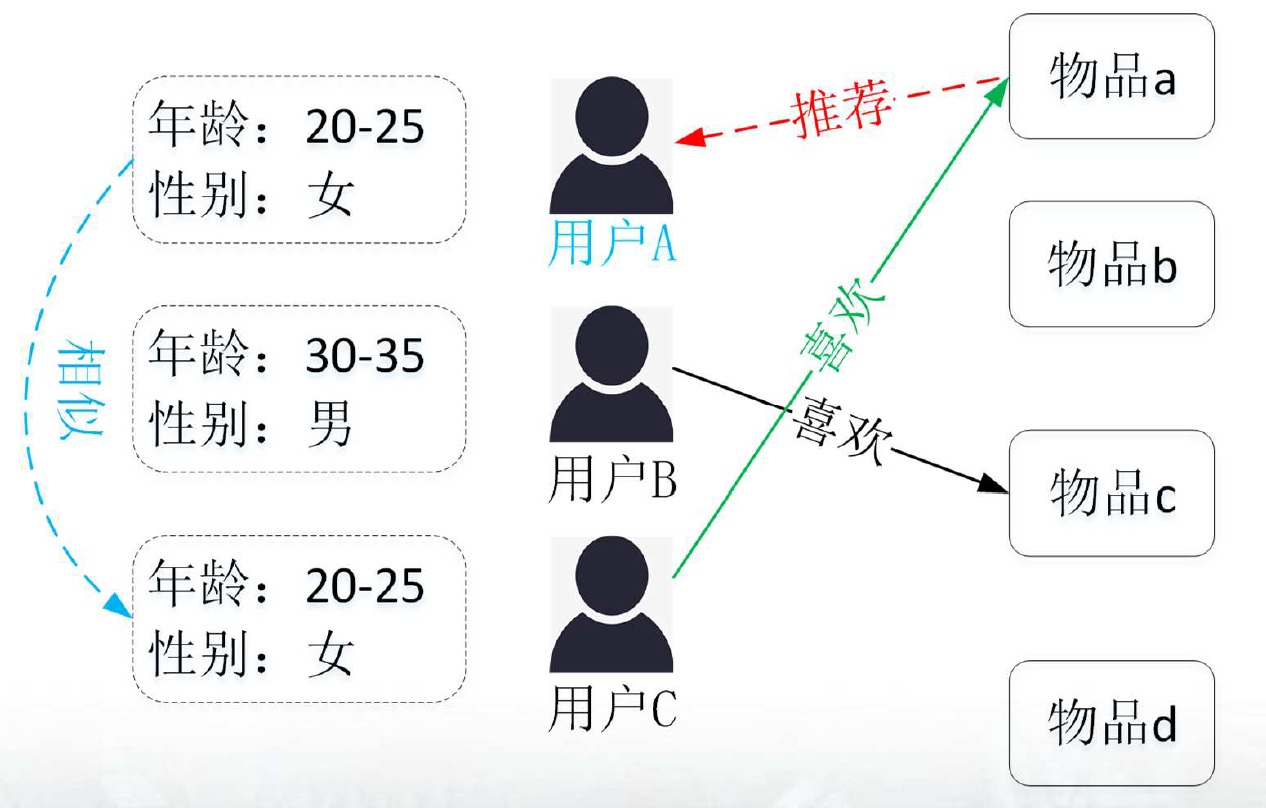 年龄：20-25
性别：女
用户A
推荐
物品a
物品b
相似
年龄：30-35
性别：男
用户B
喜欢
喜欢
物品c
年龄：20-25
性别：女
用户C
物品d